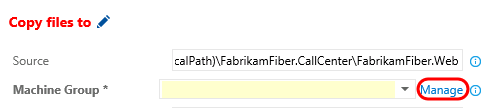 Copy files to
Source calPath)\FabrikamFiber.CallCenter\FabrikamFiber.Web
Machine Group * Manage